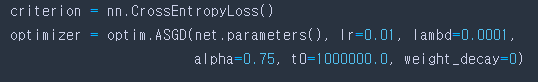 criterion = nn.CrossEntropyLoss()
optimizer = optim.ASGD(net.parameters(), lr=0.01, lambd=0.0001,
alpha=0.75, t0=1000000.0, weight_decay=0)